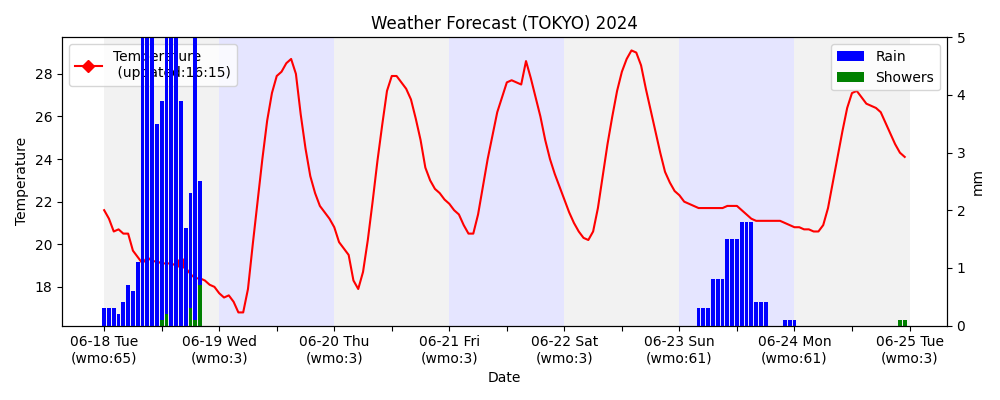 Weather Forecast (TOKYO) 2024
Temperature
(updated:16:15)
Rain
Showers
Temperature
28
26
24
22
20
18
5
4
3
2
1
0
mm
06-18 Tue
(wmo:65)
06-19 Wed
(wmo:3)
06-20 Thu
(wmo:3)
06-21 Fri
(wmo:3)
06-22 Sat
(wmo:3)
06-23 Sun
(wmo:61)
06-24 Mon
(wmo:61)
06-25 Tue
(wmo:3)
Date